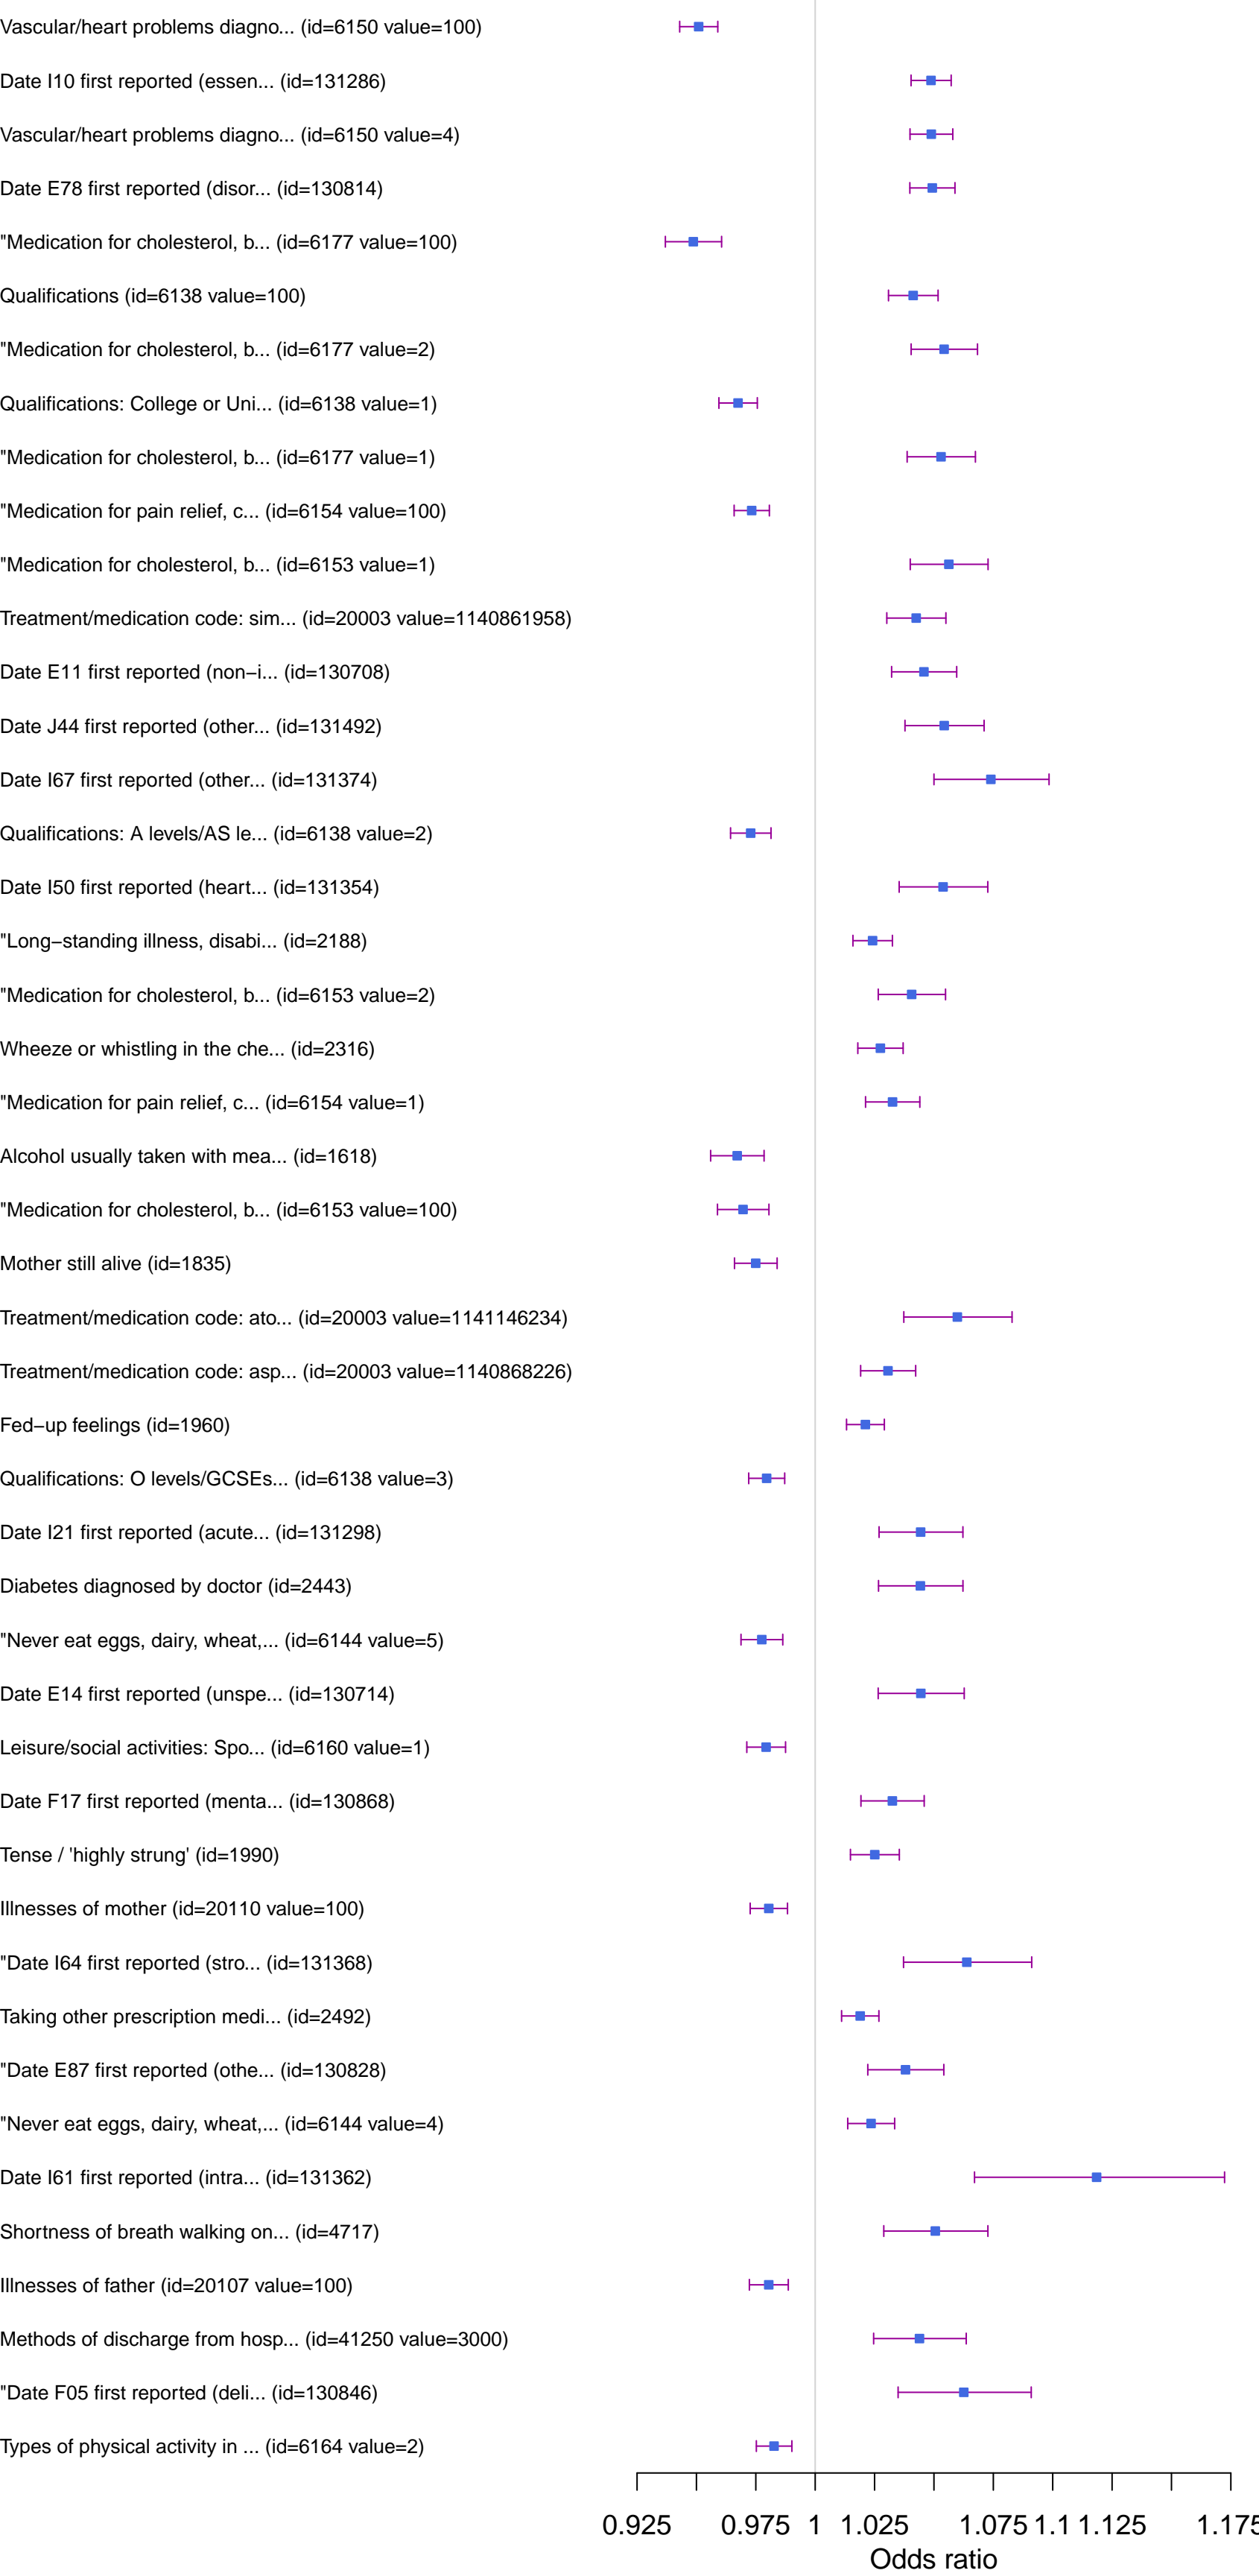 Vascular/heart problems diagno... (id=6150 value=100)
Date I10 first reported (essen... (id=131286)
Vascular/heart problems diagno... (id=6150 value=4)
Date E78 first reported (disor... (id=130814)
"Medication for cholesterol, b... (id=6177 value=100)
Qualifications (id=6138 value=100)
"Medication for cholesterol, b... (id=6177 value=2)
Qualifications: College or Uni... (id=6138 value=1)
"Medication for cholesterol, b... (id=6177 value=1)
"Medication for pain relief, c... (id=6154 value=100)
"Medication for cholesterol, b... (id=6153 value=1)
Treatment/medication code: sim... (id=20003 value=1140861958)
Date E11 first reported (non−i... (id=130708)
Date J44 first reported (other... (id=131492)
Date I67 first reported (other... (id=131374)
Qualifications: A levels/AS le... (id=6138 value=2)
Date I50 first reported (heart... (id=131354)
"Long−standing illness, disabi... (id=2188)
"Medication for cholesterol, b... (id=6153 value=2)
Wheeze or whistling in the che... (id=2316)
"Medication for pain relief, c... (id=6154 value=1)
Alcohol usually taken with mea... (id=1618)
"Medication for cholesterol, b... (id=6153 value=100)
Mother still alive (id=1835)
Treatment/medication code: ato... (id=20003 value=1141146234)
Treatment/medication code: asp... (id=20003 value=1140868226)
Fed−up feelings (id=1960)
Qualifications: O levels/GCSEs... (id=6138 value=3)
Date I21 first reported (acute... (id=131298)
Diabetes diagnosed by doctor (id=2443)
"Never eat eggs, dairy, wheat,... (id=6144 value=5)
Date E14 first reported (unspe... (id=130714)
Leisure/social activities: Spo... (id=6160 value=1)
Date F17 first reported (menta... (id=130868)
Tense / 'highly strung' (id=1990)
Illnesses of mother (id=20110 value=100)
"Date I64 first reported (stro... (id=131368)
Taking other prescription medi... (id=2492)
"Date E87 first reported (othe... (id=130828)
"Never eat eggs, dairy, wheat,... (id=6144 value=4)
Date I61 first reported (intra... (id=131362)
Shortness of breath walking on... (id=4717)
Illnesses of father (id=20107 value=100)
Methods of discharge from hosp... (id=41250 value=3000)
"Date F05 first reported (deli... (id=130846)
Types of physical activity in ... (id=6164 value=2)
0.925 0.975 1 1.025 1.075 1.1 1.125 1.175
Odds ratio